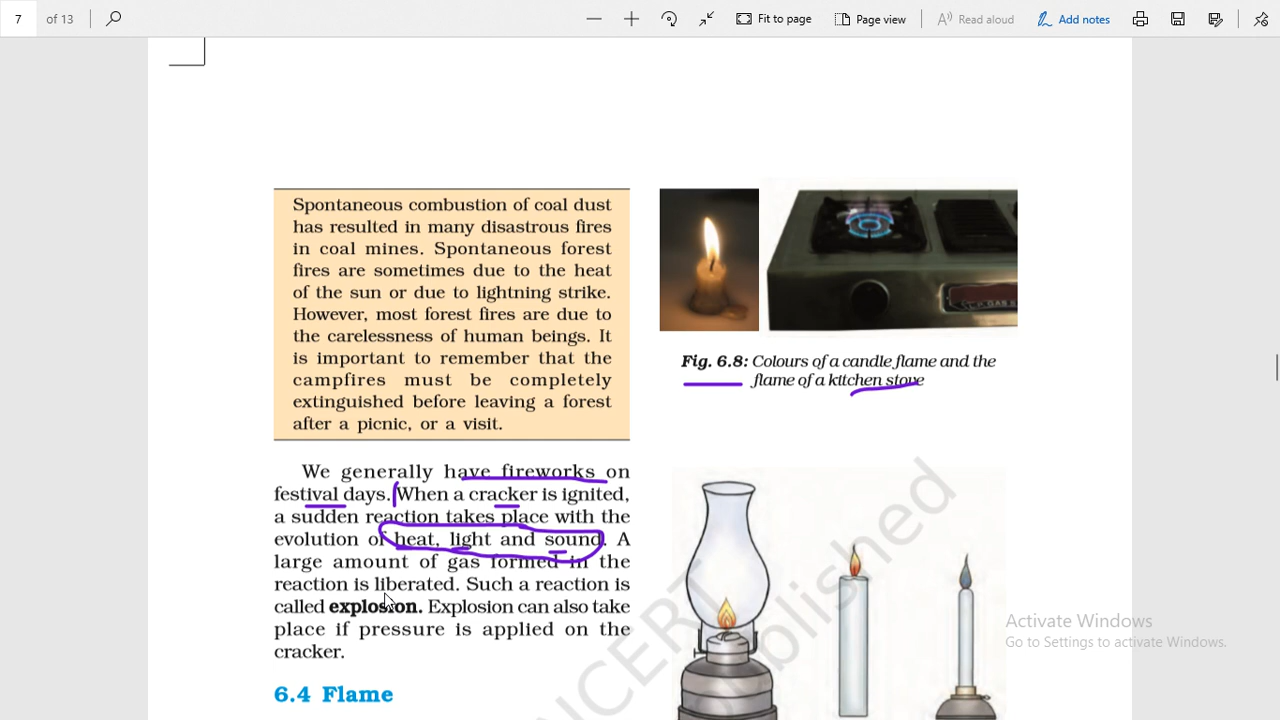 7 of 13
Fit to page
Page view
Read aloud
Add notes
Spontaneous combustion of coal dust
has resulted in many disastrous fires
in coal mines. Spontaneous forest
fires are sometimes due to the heat
of the sun or due to lightning strike.
However, most forest fires are due to
the carelessness of human beings. It
is important to remember that the
campfires must be completely
extinguished before leaving a forest
after a picnic, or a visit.
We generally have fireworks on
festival days. When a cracker is ignited,
a sudden reaction takes place with the
evolution of heat, light and sound. A
large amount of gas formed in the
reaction is liberated. Such a reaction is
called explosion. Explosion can also take
place if pressure is applied on the
cracker.
6.4 Flame
Fig. 6.8: Colours of a candle flame and the
flame of a kitchen stove
NCERT
published
Activate Windows
Go to Settings to activate Windows.